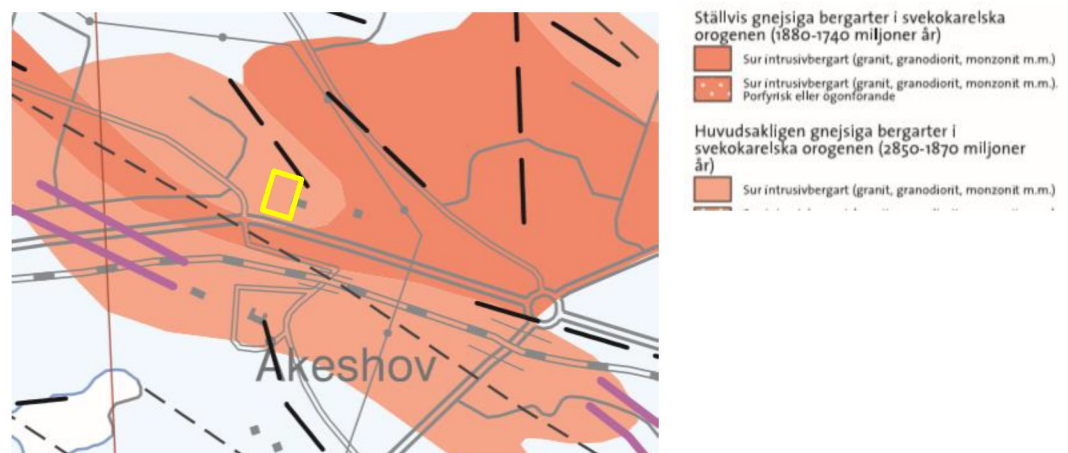 Ställvis gnejsiga bergarter i svekokarelska
orogenen (1880-1740 miljoner år)
Sur intrusivbergart (granit, granodiorit, monzonit m.m.)
Sur intrusivbergart (granit, granodiorit, monzonit m.m.).
Porfyrisk eller ögonförande
Huvudsakligen gnejsiga bergarter i
svekokarelska orogenen (2850-1870 miljoner
år)
Sur intrusivbergart (granit, granodiorit, monzonit m.m.)
Åkeshov